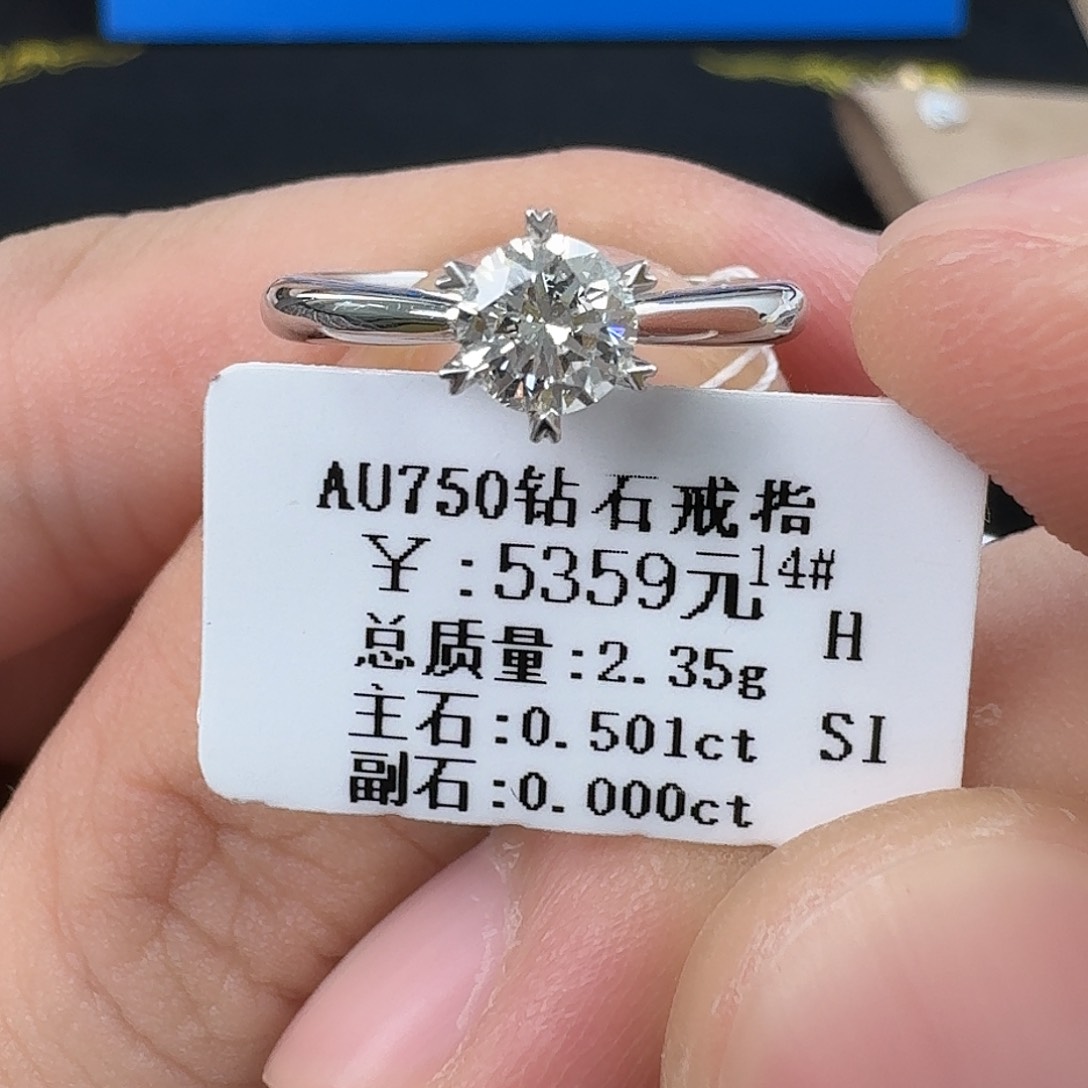 AU750钻石戒指
¥:5359元14#
H
总质量:2.35g
主石:0.501ct SI
副石:0.000ct